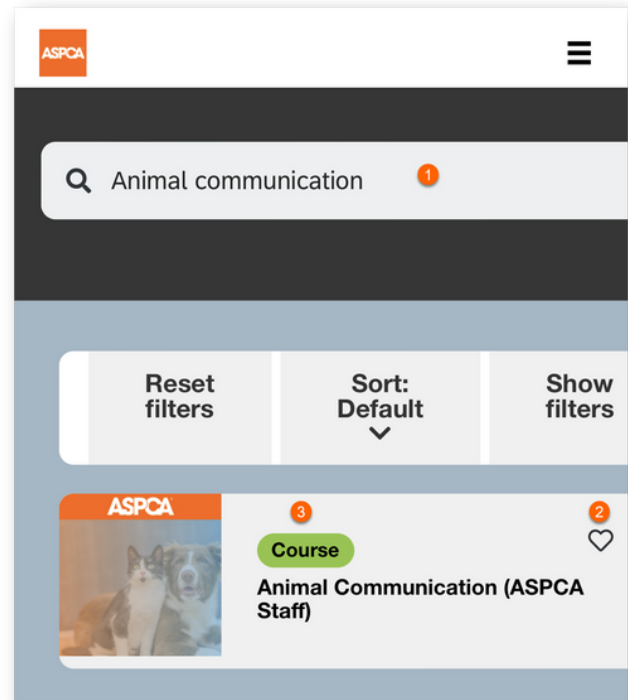 ASPCA
Animal communication 1
Reset
filters
Sort:
Default
Show
filters
ASPCA
3
2
Course
Animal Communication (ASPCA
Staff)